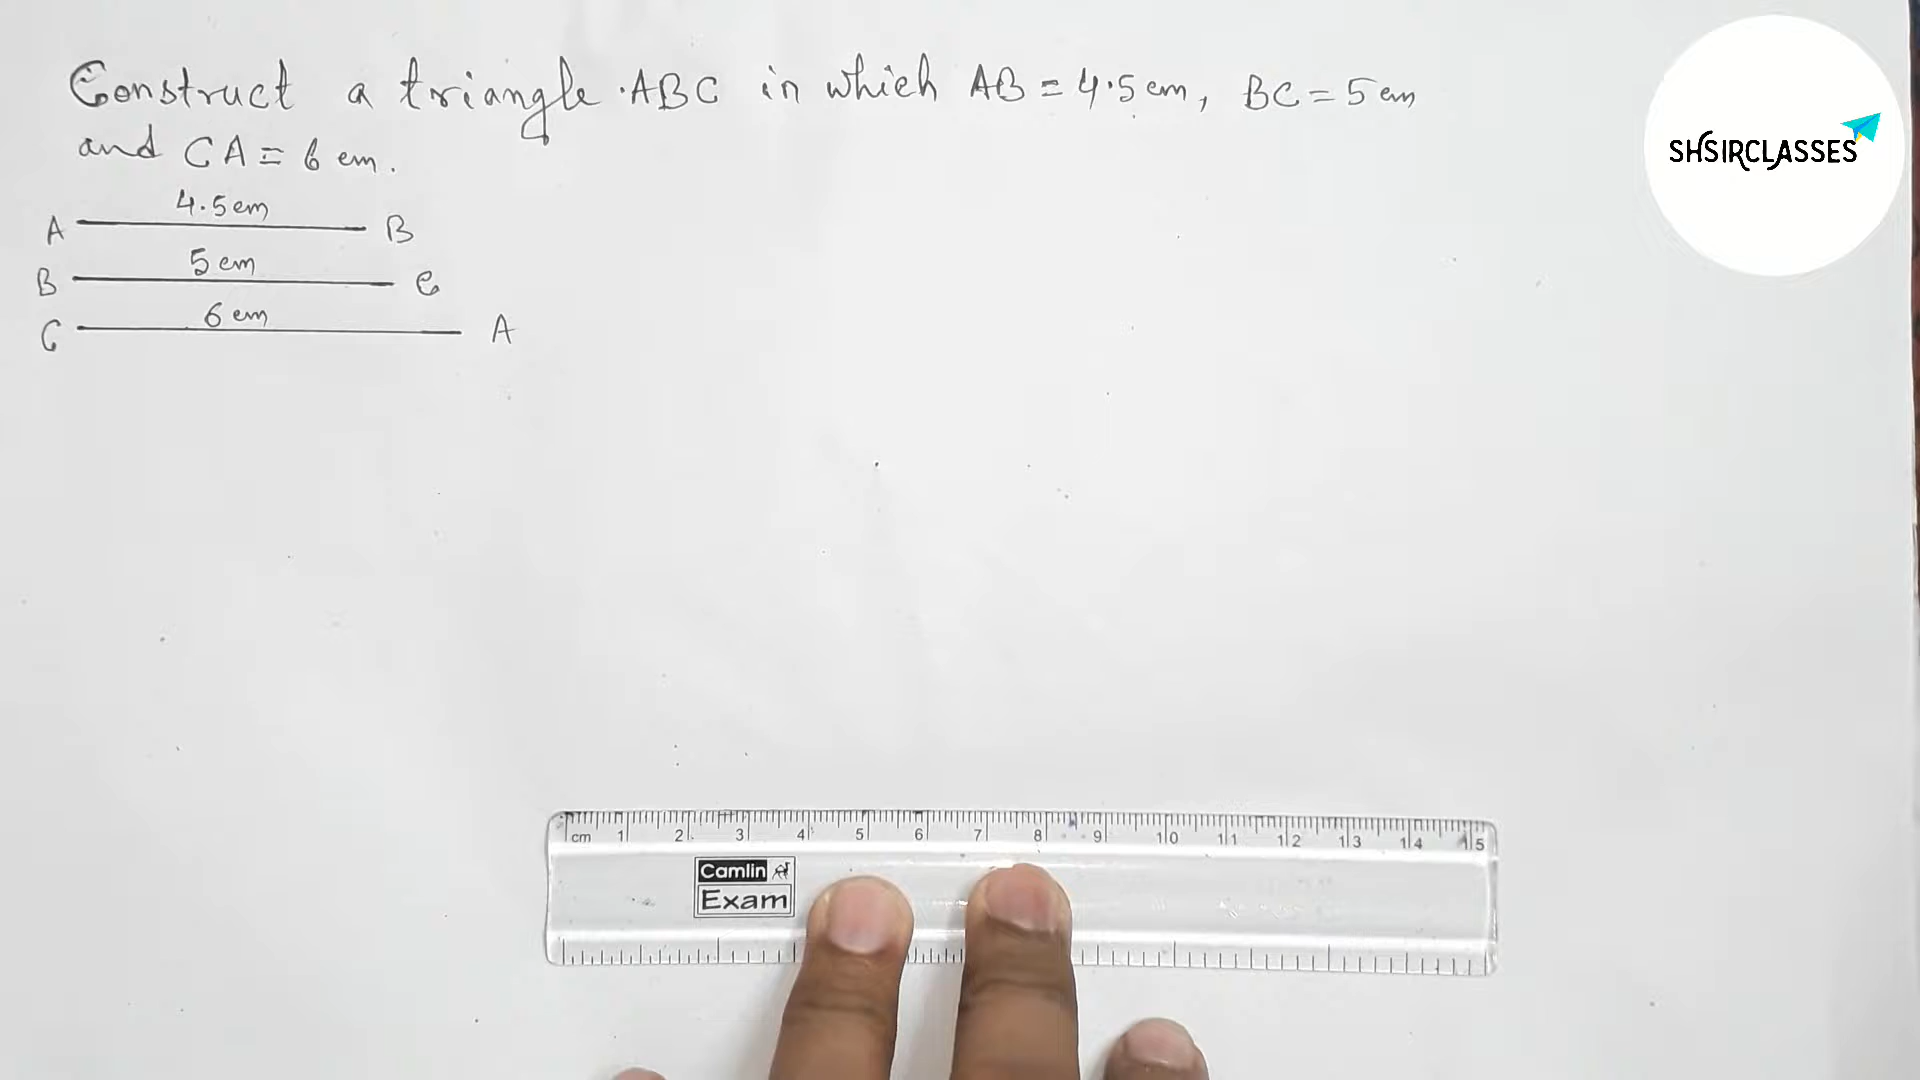 Construct a triangle ABC in which AB = 4.5 cm, BC = 5 cm
and CA = 6 cm.
4.5 cm
A B
5 cm
B C
6 cm
C A
SHSIRCLASSES
cm 1 2 3 4 5 6 7 8 9 10 11 12 13 14 15
Camlin
Exam